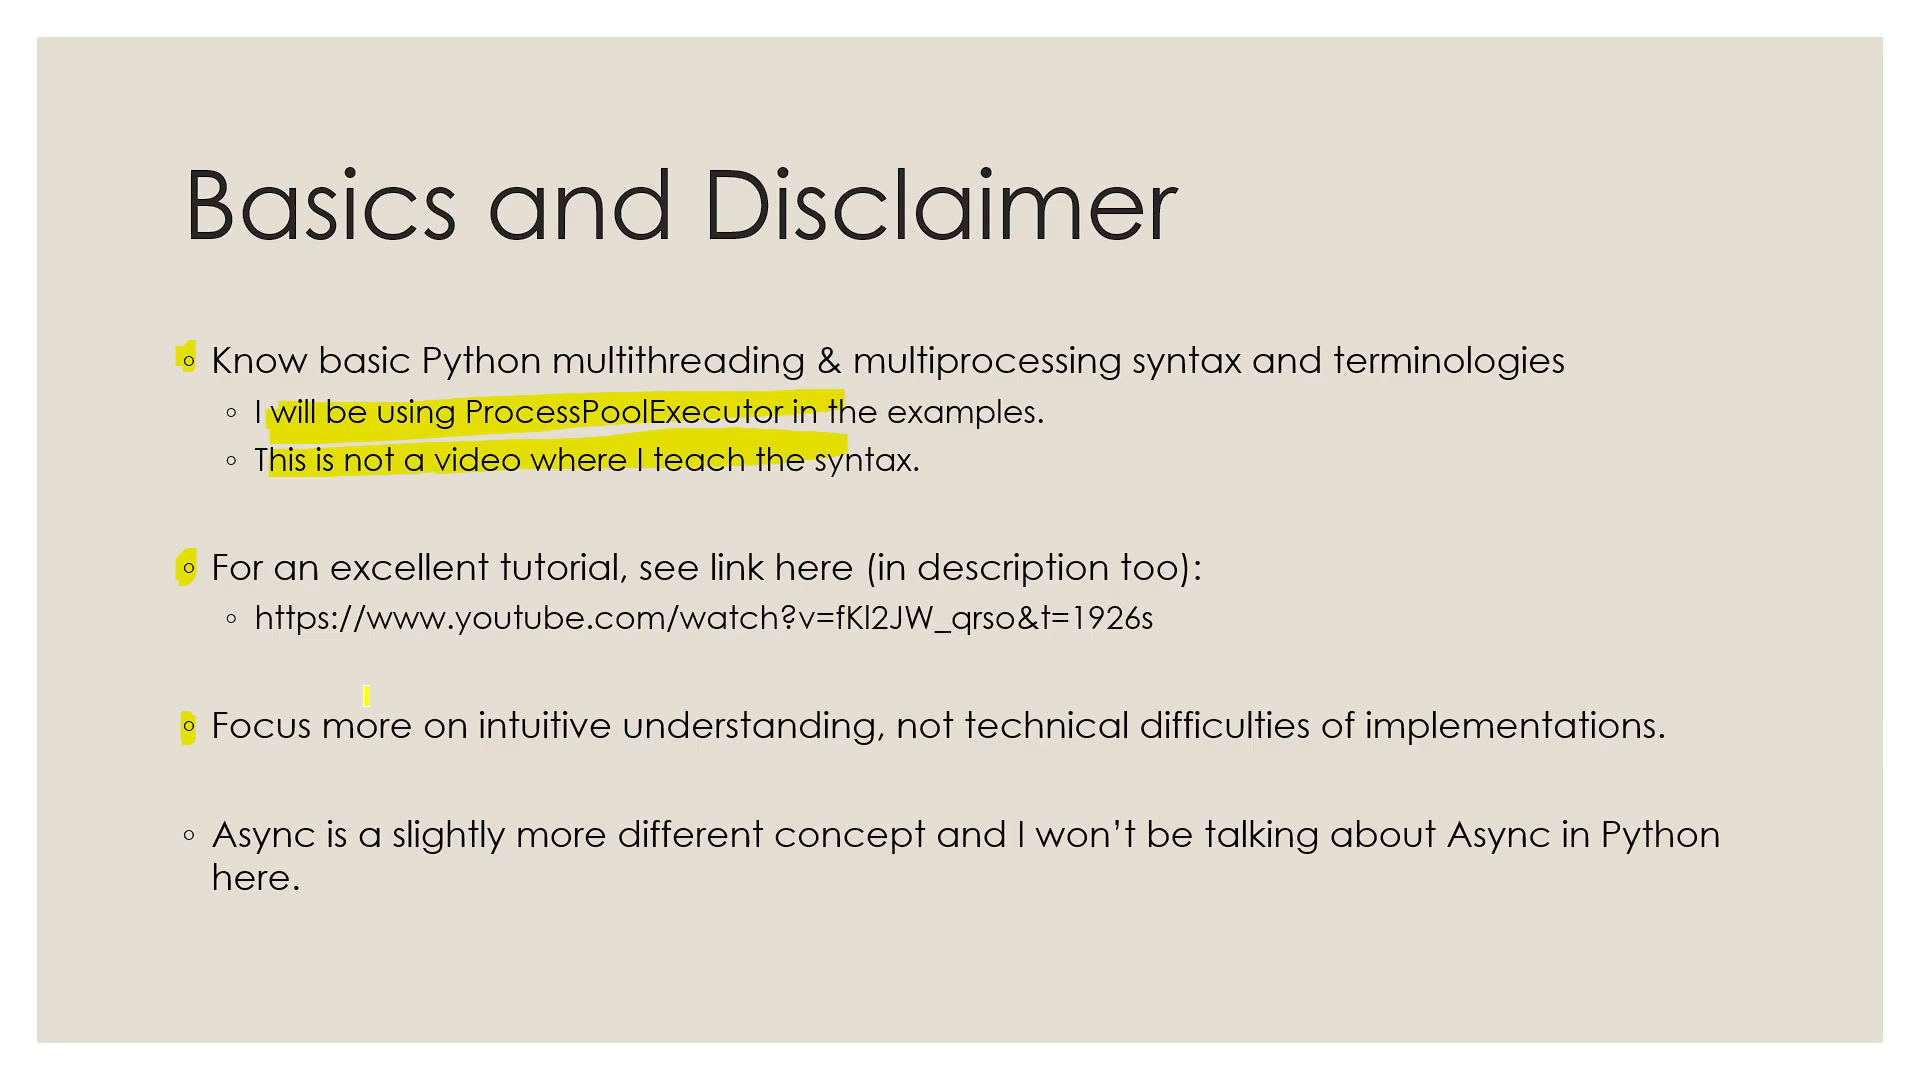 Basics and Disclaimer
◦ Know basic Python multithreading & multiprocessing syntax and terminologies
◦ I will be using ProcessPoolExecutor in the examples.
◦ This is not a video where I teach the syntax.
◦ For an excellent tutorial, see link here (in description too):
◦ https://www.youtube.com/watch?v=fKl2JW_qrso&t=1926s
◦ Focus more on intuitive understanding, not technical difficulties of implementations.
◦ Async is a slightly more different concept and I won’t be talking about Async in Python
here.